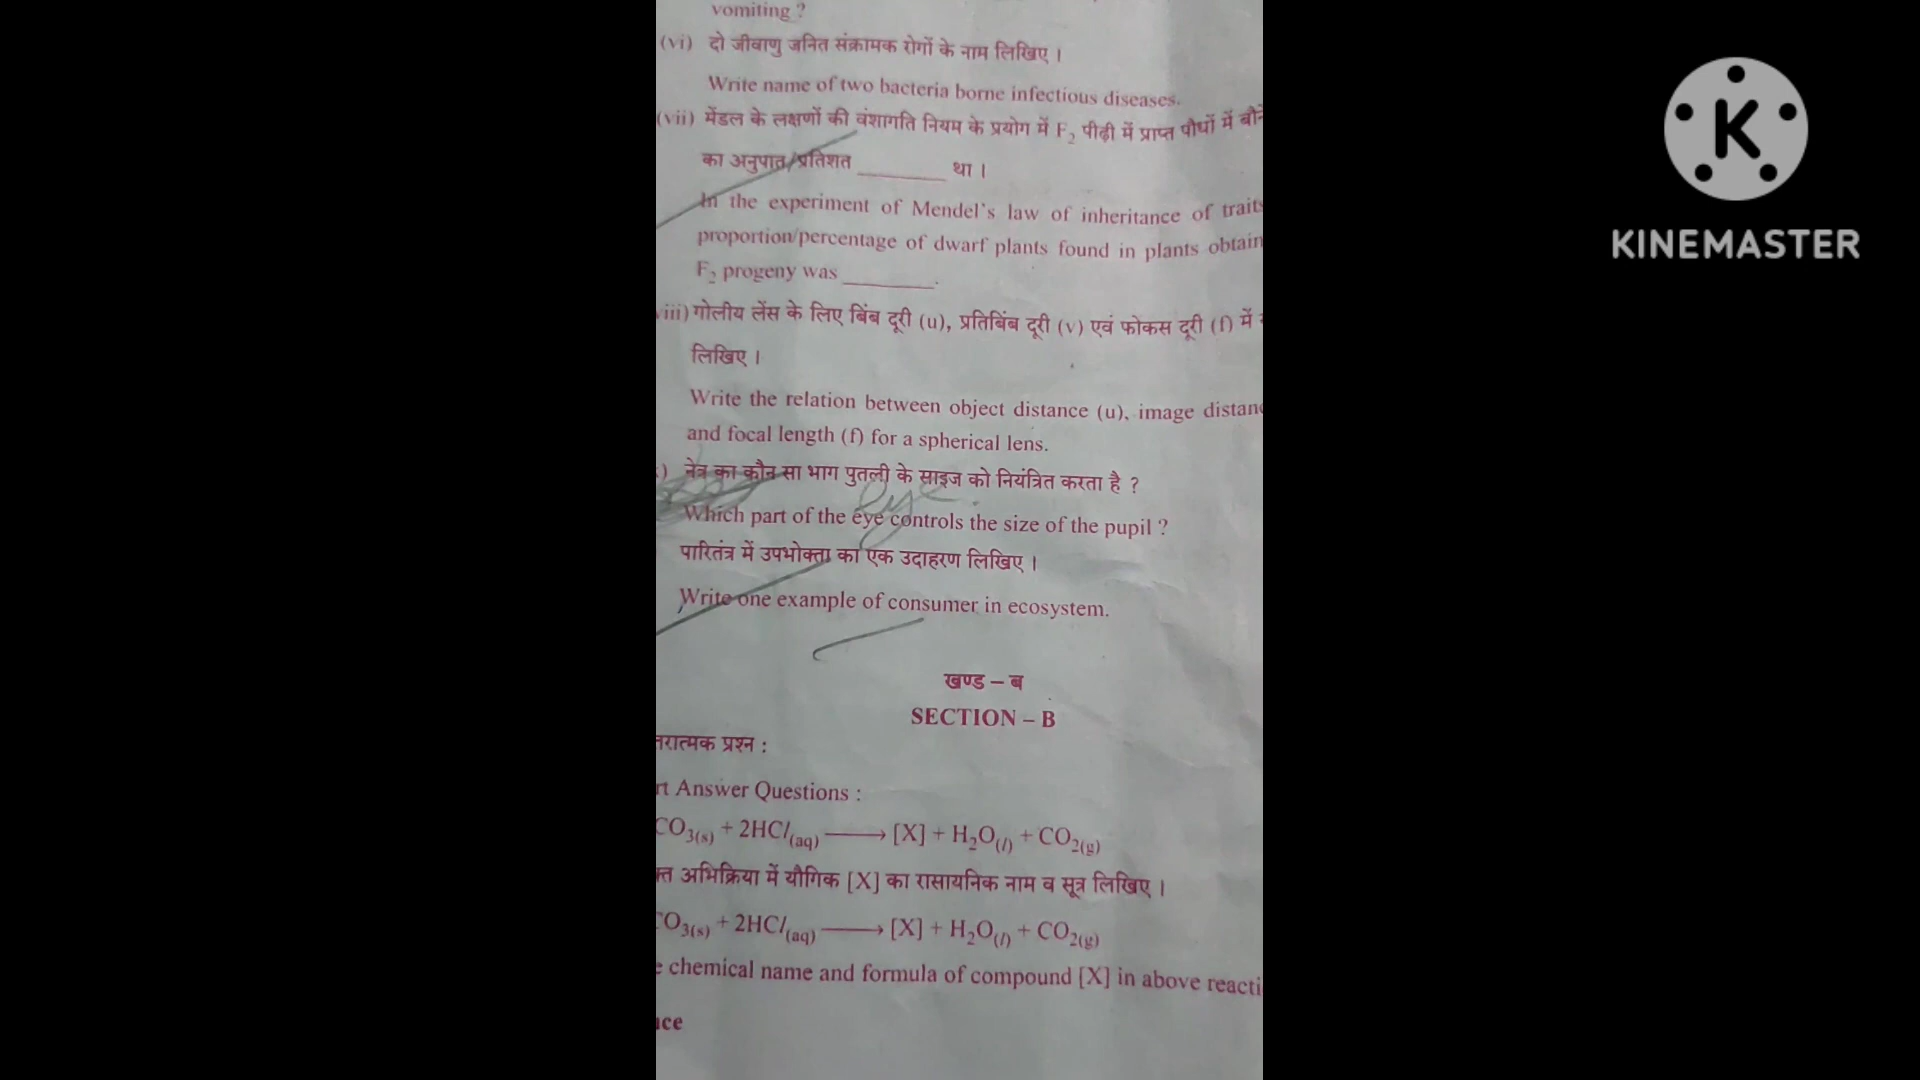 vomiting ?
(vi) दो जीवाणु जनित संक्रामक रोगों के नाम लिखिए ।
Write name of two bacteria borne infectious diseases.
(vii) मेंडल के लक्षणों की वंशागति नियम के प्रयोग में F2 पीढ़ी में प्राप्त पौधों में बौने
का अनुपात/प्रतिशत ________ था ।
In the experiment of Mendel's law of inheritance of traits
proportion/percentage of dwarf plants found in plants obtain
F2 progeny was ________.
viii) गोलीय लेंस के लिए बिंब दूरी (u), प्रतिबिंब दूरी (v) एवं फोकस दूरी (f) में
लिखिए ।
Write the relation between object distance (u), image distanc
and focal length (f) for a spherical lens.
) नेत्र का कौन सा भाग पुतली के साइज को नियंत्रित करता है ?
eye
Which part of the eye controls the size of the pupil ?
पारितंत्र में उपभोक्ता का एक उदाहरण लिखिए ।
Write one example of consumer in ecosystem.
खण्ड – ब
SECTION – B
तरात्मक प्रश्न :
rt Answer Questions :
CO3(s) + 2HCl(aq) ⟶ [X] + H2O(l) + CO2(g)
क्त अभिक्रिया में यौगिक [X] का रासायनिक नाम व सूत्र लिखिए ।
CO3(s) + 2HCl(aq) ⟶ [X] + H2O(l) + CO2(g)
e chemical name and formula of compound [X] in above reacti
ice
K
KINEMASTER